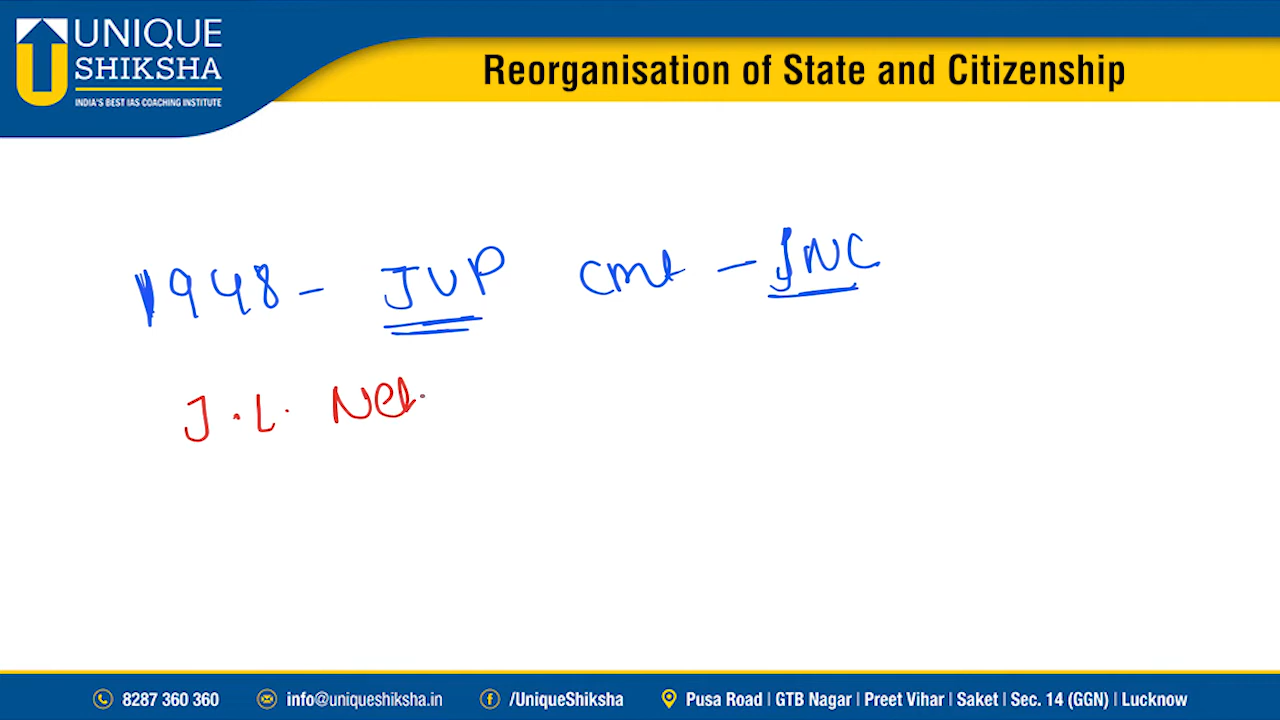 UNIQUE
SHIKSHA
INDIA'S BEST IAS COACHING INSTITUTE
Reorganisation of State and Citizenship
1948 - JVP cmt - INC
J.L. Neh
8287 360 360 info@uniqueshiksha.in /UniqueShiksha Pusa Road | GTB Nagar | Preet Vihar | Saket | Sec. 14 (GGN) | Lucknow